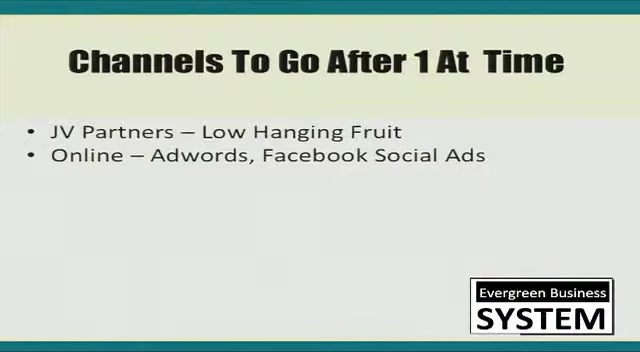 Channels To Go After 1 At Time
• JV Partners – Low Hanging Fruit
• Online – Adwords, Facebook Social Ads
Evergreen Business
SYSTEM